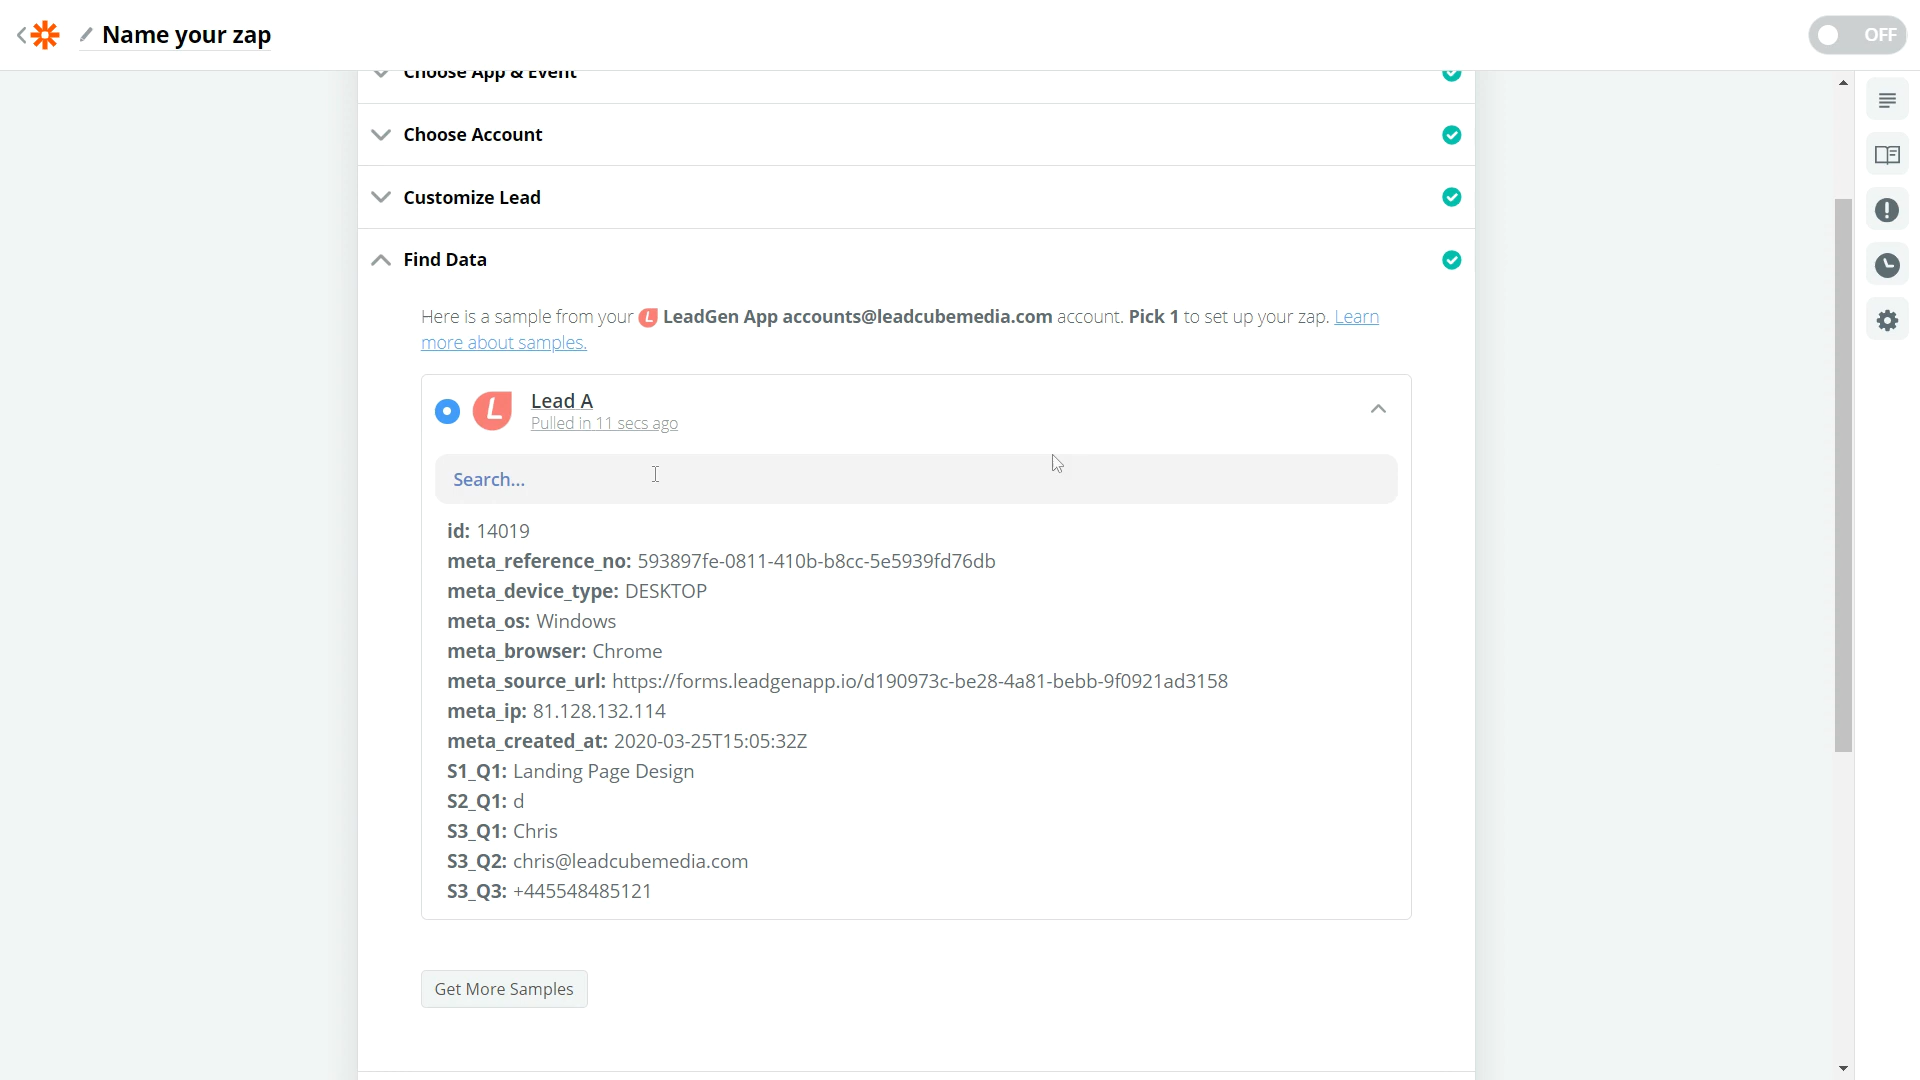 Name your zap
OFF
Choose App & Event
Choose Account
Customize Lead
Find Data
Here is a sample from your LeadGen App accounts@leadcubemedia.com account. Pick 1 to set up your zap. Learn
more about samples.
Lead A
Pulled in 11 secs ago
Search...
id: 14019
meta_reference_no: 593897fe-0811-410b-b8cc-5e5939fd76db
meta_device_type: DESKTOP
meta_os: Windows
meta_browser: Chrome
meta_source_url: https://forms.leadgenapp.io/d190973c-be28-4a81-bebb-9f0921ad3158
meta_ip: 81.128.132.114
meta_created_at: 2020-03-25T15:05:32Z
S1_Q1: Landing Page Design
S2_Q1: d
S3_Q1: Chris
S3_Q2: chris@leadcubemedia.com
S3_Q3: +445548485121
Get More Samples